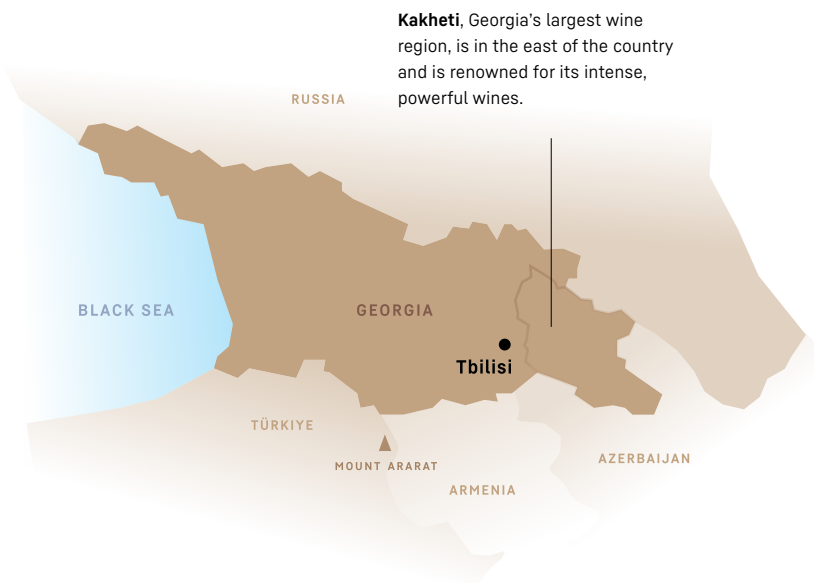 Kakheti, Georgia’s largest wine
region, is in the east of the country
and is renowned for its intense,
powerful wines.
RUSSIA
BLACK SEA
GEORGIA
Tbilisi
TÜRKIYE
MOUNT ARARAT
AZERBAIJAN
ARMENIA